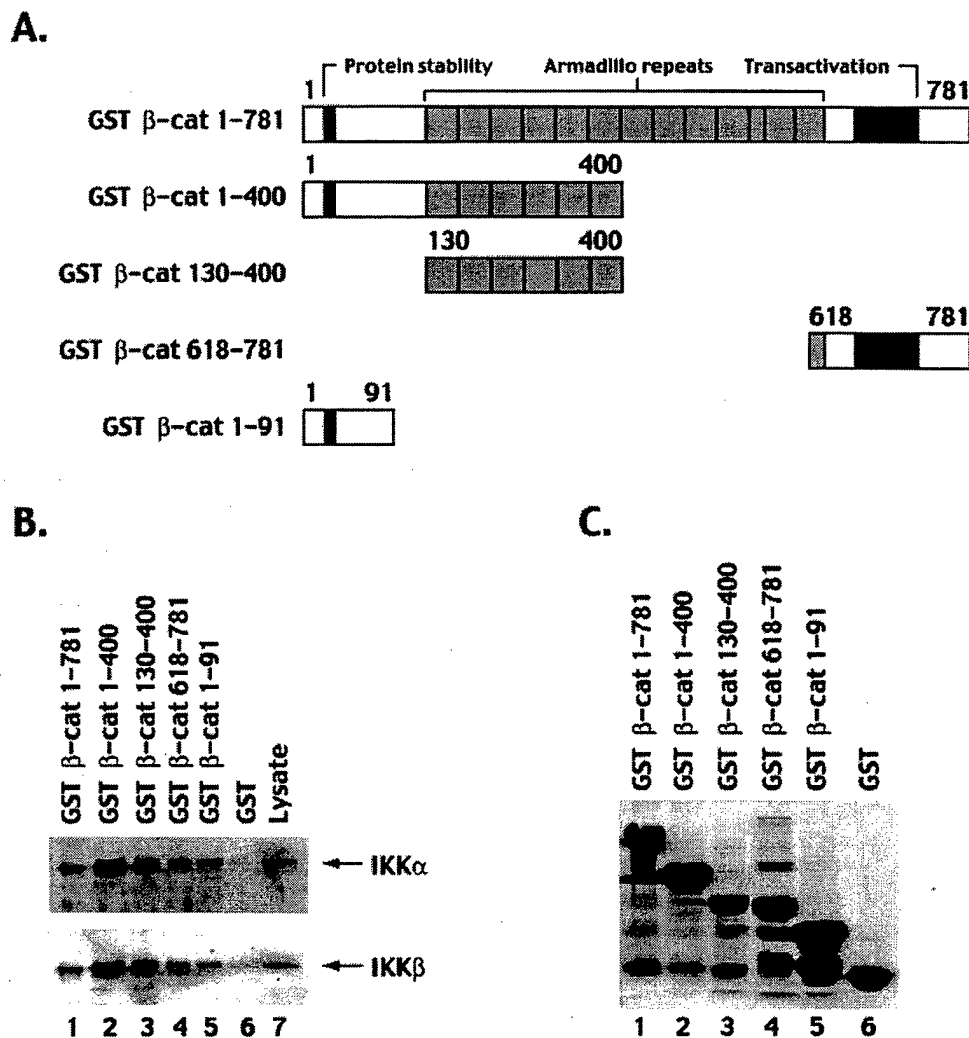 A.
Protein stability Armadillo repeats Transactivation
1 781
GST β-cat 1-781
1 400
GST β-cat 1-400
130 400
GST β-cat 130-400
618 781
GST β-cat 618-781
1 91
GST β-cat 1-91
B.
GST β-cat 1-781
GST β-cat 1-400
GST β-cat 130-400
GST β-cat 618-781
GST β-cat 1-91
GST
Lysate
IKKα
IKKβ
1 2 3 4 5 6 7
C.
GST β-cat 1-781
GST β-cat 1-400
GST β-cat 130-400
GST β-cat 618-781
GST β-cat 1-91
GST
1 2 3 4 5 6